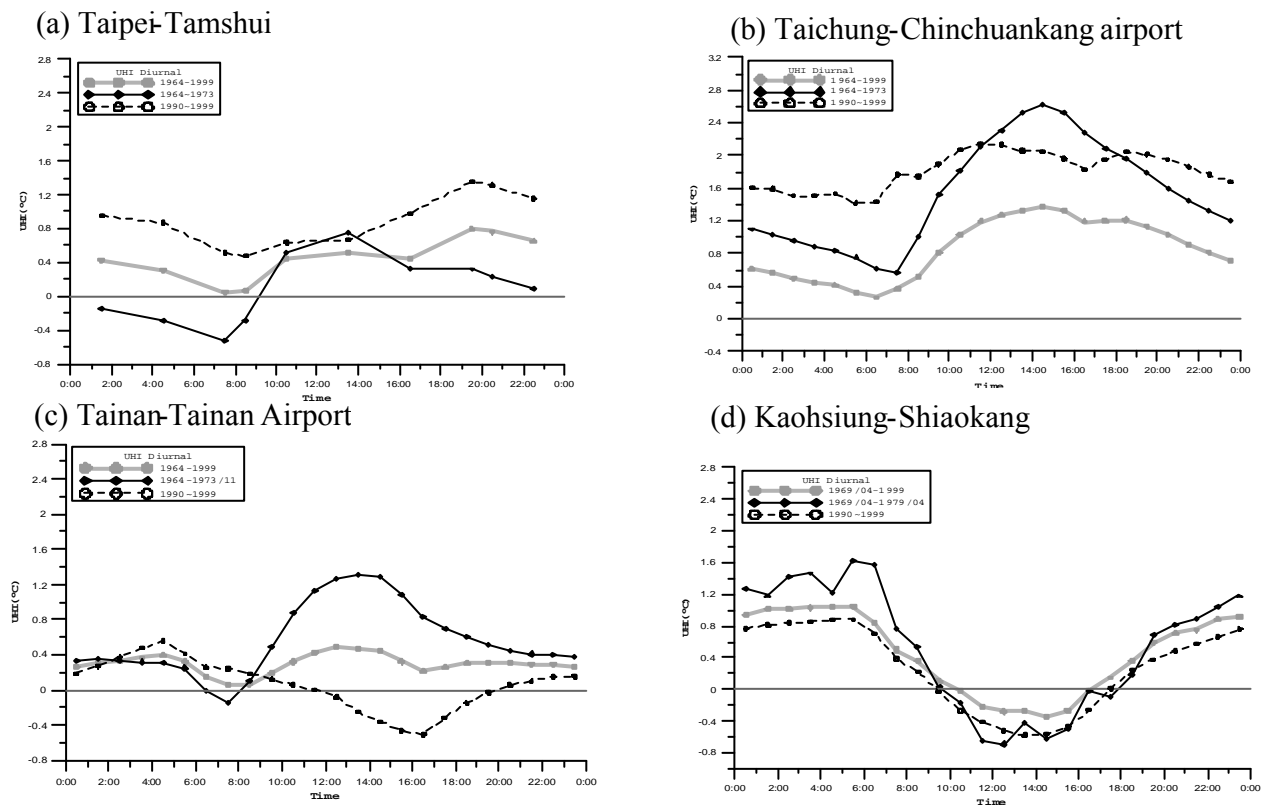 (a) Taipei-Tamshui
UHI Diurnal
1964-1999
1964-1973
1990-1999
2.8
2.4
2
1.6
1.2
0.8
0.4
0
-0.4
-0.8
UHI(°C)
0:00 2:00 4:00 6:00 8:00 10:00 12:00 14:00 16:00 18:00 20:00 22:00 0:00
Time
(b) Taichung-Chinchuankang airport
UHI Diurnal
1964-1999
1964-1973
1990-1999
3.2
2.8
2.4
2
1.6
1.2
0.8
0.4
0
-0.4
UHI(°C)
0:00 2:00 4:00 6:00 8:00 10:00 12:00 14:00 16:00 18:00 20:00 22:00 0:00
Time
(c) Tainan-Tainan Airport
UHI Diurnal
1964-1999
1964-1973/11
1990-1999
2.8
2.4
2
1.6
1.2
0.8
0.4
0
-0.4
-0.8
UHI(°C)
0:00 2:00 4:00 6:00 8:00 10:00 12:00 14:00 16:00 18:00 20:00 22:00 0:00
Time
(d) Kaohsiung-Shiaokang
UHI Diurnal
1969/04-1999
1969/04-1979/04
1990-1999
2.8
2.4
2
1.6
1.2
0.8
0.4
0
-0.4
-0.8
UHI(°C)
0:00 2:00 4:00 6:00 8:00 10:00 12:00 14:00 16:00 18:00 20:00 22:00 0:00
Time